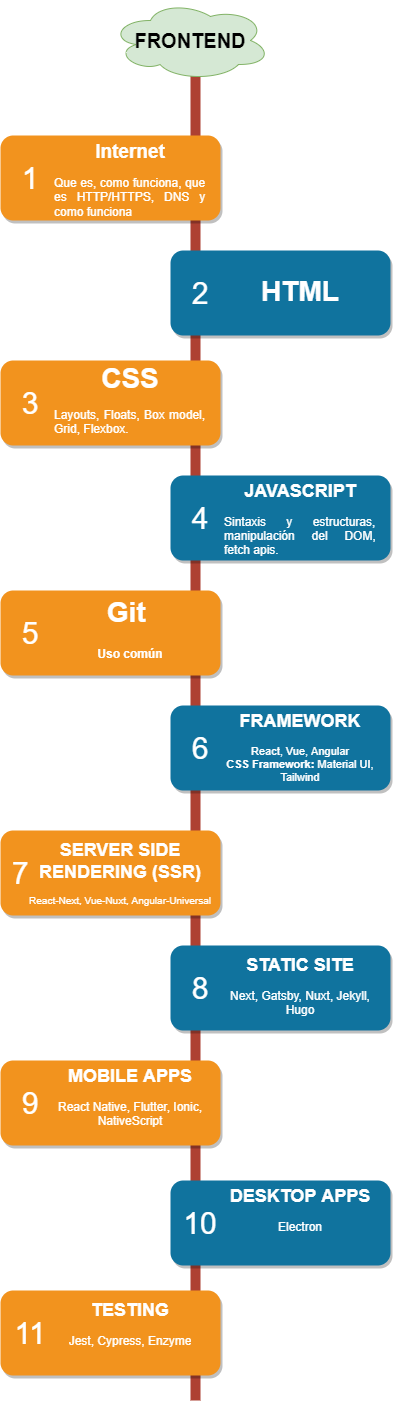 FRONTEND
Internet
1
Que es, como funciona, que
es HTTP/HTTPS, DNS y
como funciona
2
HTML
CSS
3
Layouts, Floats, Box model,
Grid, Flexbox.
JAVASCRIPT
4
Sintaxis y estructuras,
manipulación del DOM,
fetch apis.
Git
5
Uso común
FRAMEWORK
6
React, Vue, Angular
CSS Framework: Material UI,
Tailwind
SERVER SIDE
RENDERING (SSR)
7
React-Next, Vue-Nuxt, Angular-Universal
STATIC SITE
8
Next, Gatsby, Nuxt, Jekyll,
Hugo
MOBILE APPS
9
React Native, Flutter, Ionic,
NativeScript
DESKTOP APPS
10
Electron
TESTING
11
Jest, Cypress, Enzyme